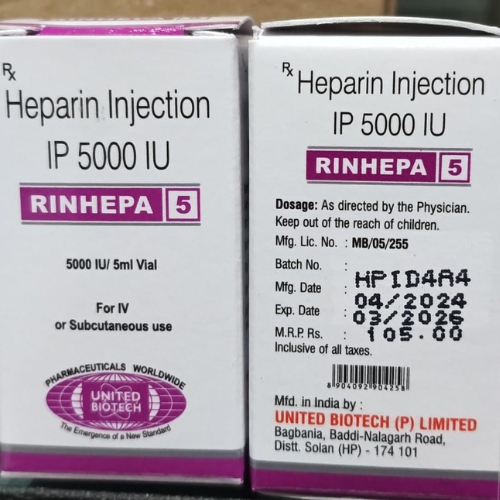 Rx
Heparin Injection
IP 5000 IU
RINHEPA 5
5000 IU/ 5ml Vial
For IV
or Subcutaneous use
PHARMACEUTICALS WORLDWIDE
UNITED
BIOTECH
The Emergence of a New Standard
Rx
Heparin Injection
IP 5000 IU
RINHEPA 5
Dosage: As directed by the Physician.
Keep out of the reach of children.
Mfg. Lic. No. : MB/05/255
Batch No. : HPID4A4
Mfg. Date : 04/2024
Exp. Date : 03/2026
M.R.P. Rs. : 105.00
Inclusive of all taxes.
8 904092 904258
Mfd. in India by :
UNITED BIOTECH (P) LIMITED
Bagbania, Baddi-Nalagarh Road,
Distt. Solan (HP) - 174 101